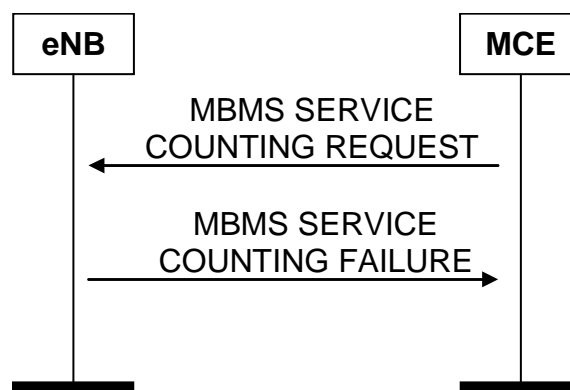 eNB
MCE
MBMS SERVICE
COUNTING REQUEST
MBMS SERVICE
COUNTING FAILURE